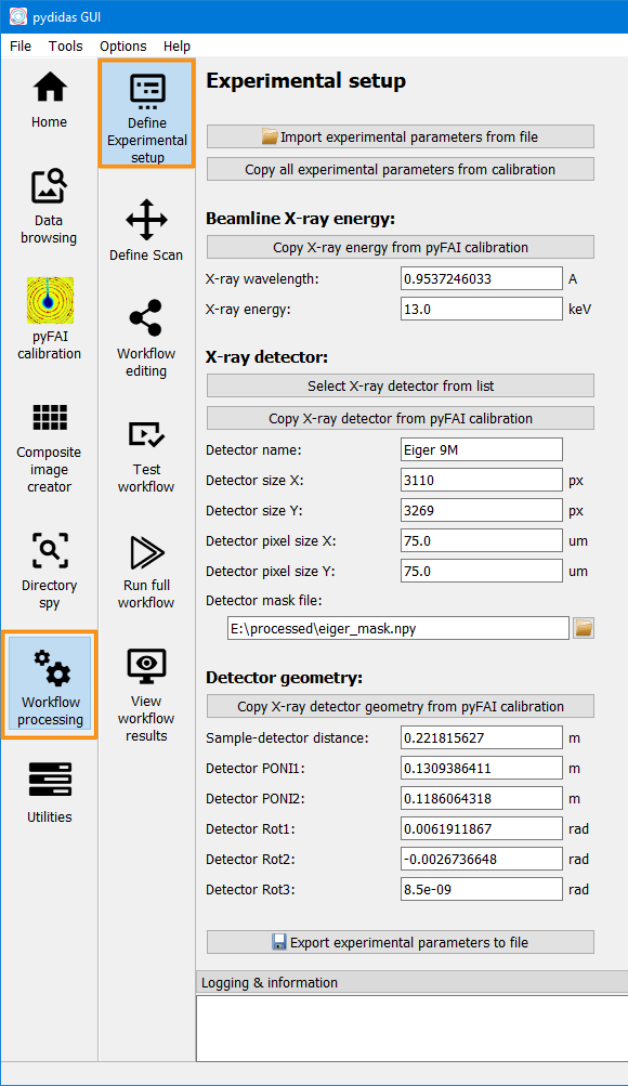 pydidas GUI
File Tools Options Help
Home
Data
browsing
pyFAI
calibration
Composite
image
creator
Directory
spy
Workflow
processing
Utilities
Define
Experimental
setup
Define Scan
Workflow
editing
Test
workflow
Run full
workflow
View
workflow
results
Experimental setup
Import experimental parameters from file
Copy all experimental parameters from calibration
Beamline X-ray energy:
Copy X-ray energy from pyFAI calibration
X-ray wavelength: 0.9537246033 A
X-ray energy: 13.0 keV
X-ray detector:
Select X-ray detector from list
Copy X-ray detector from pyFAI calibration
Detector name: Eiger 9M
Detector size X: 3110 px
Detector size Y: 3269 px
Detector pixel size X: 75.0 um
Detector pixel size Y: 75.0 um
Detector mask file:
E:\processed\eiger_mask.npy
Detector geometry:
Copy X-ray detector geometry from pyFAI calibration
Sample-detector distance: 0.221815627 m
Detector PONI1: 0.1309386411 m
Detector PONI2: 0.1186064318 m
Detector Rot1: 0.0061911867 rad
Detector Rot2: -0.0026736648 rad
Detector Rot3: 8.5e-09 rad
Export experimental parameters to file
Logging & information